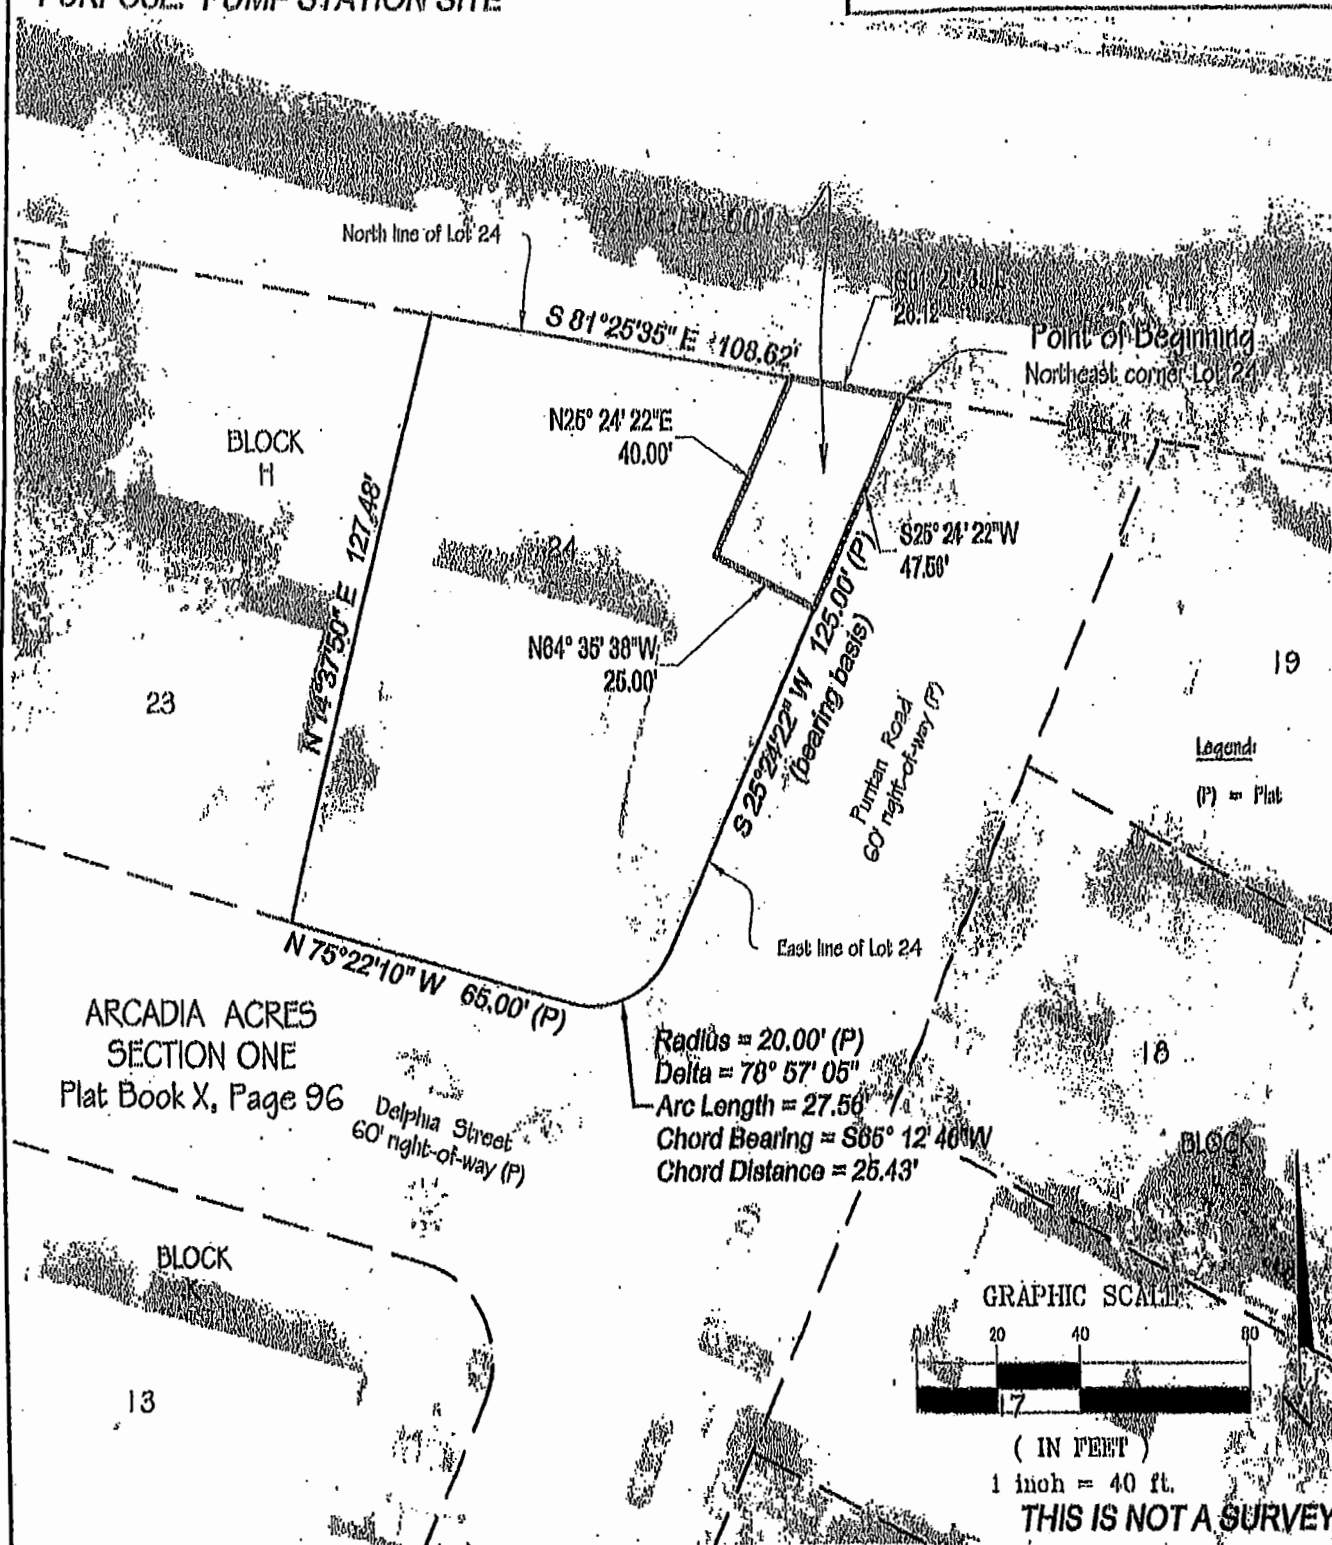 PURPOSE: PUMP STATION SITE
North line of Lot 24
S 81°25'35" E 108.62'
Point of Beginning
Northeast corner Lot 24
N25° 24' 22"E
40.00'
BLOCK
H
N 14°37'50" E 127.48'
24
S25° 24' 22"W
47.56'
N64° 35' 38"W
25.00'
S 25°24'22" W 125.00' (P)
(bearing basis)
23
19
Puritan Road
60' right-of-way (P)
Legend:
(P) = Plat
East line of Lot 24
N 75°22'10" W 65.00' (P)
ARCADIA ACRES
SECTION ONE
Plat Book X, Page 96
Delphia Street
60' right-of-way (P)
Radius = 20.00' (P)
Delta = 78° 57' 05"
Arc Length = 27.56'
Chord Bearing = S65° 12' 46"W
Chord Distance = 25.43'
18
BLOCK
BLOCK
K
13
GRAPHIC SCALE
0 20 40 80
17
( IN FEET )
1 inch = 40 ft.
THIS IS NOT A SURVEY